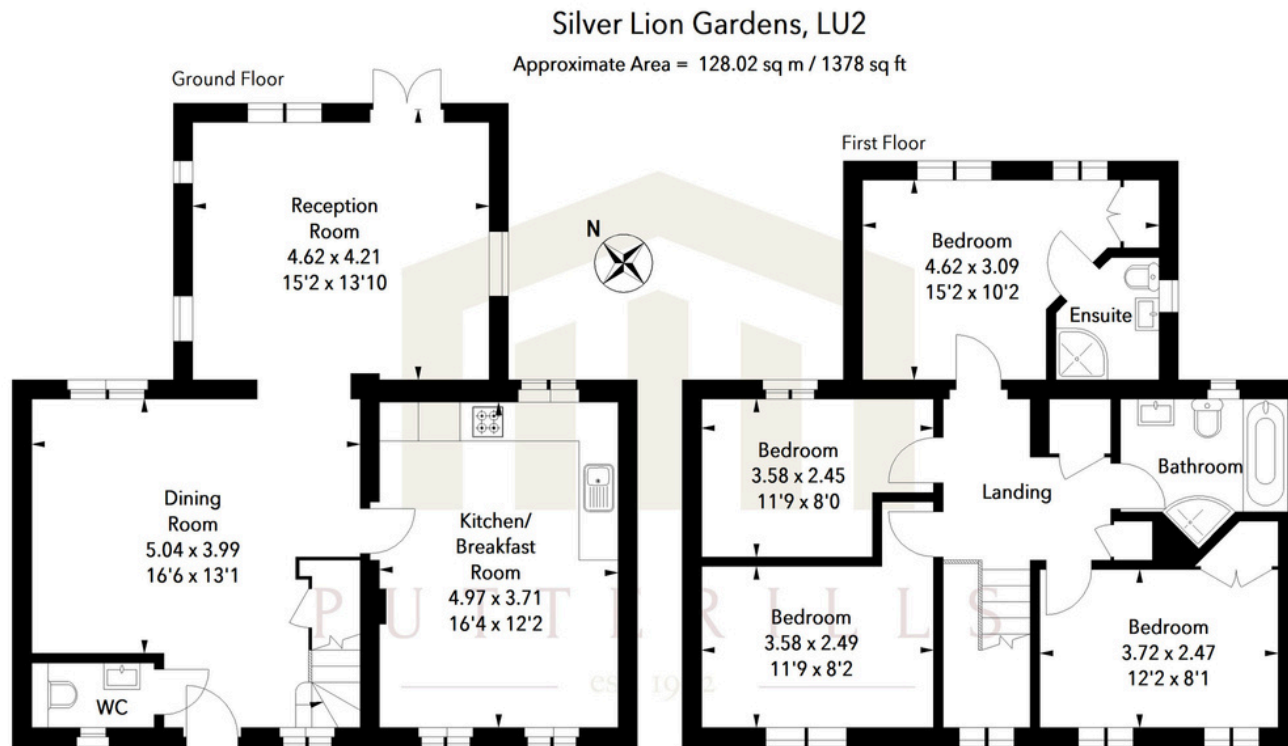 Silver Lion Gardens, LU2
Approximate Area = 128.02 sq m / 1378 sq ft
Ground Floor
Reception
Room
4.62 x 4.21
15'2 x 13'10
N
Dining
Room
5.04 x 3.99
16'6 x 13'1
Kitchen/
Breakfast
Room
4.97 x 3.71
16'4 x 12'2
WC
First Floor
Bedroom
4.62 x 3.09
15'2 x 10'2
Ensuite
Bedroom
3.58 x 2.45
11'9 x 8'0
Landing
Bathroom
Bedroom
3.58 x 2.49
11'9 x 8'2
Bedroom
3.72 x 2.47
12'2 x 8'1
PUTTERILLS
est